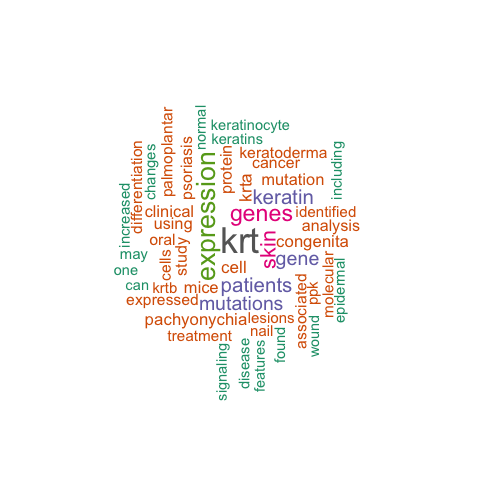 normal
keratinocyte
keratins
palmoplantar
changes
differentiation
psoriasis
protein
keratoderma
cancer
including
krta
mutation
keratin
expression
increased
clinical
using
genes
identified
analysis
may
oral
cells
study
krt
skin
congenita
one
can
krtb
mice
cell
gene
associated
ppk
molecular
epidermal
expressed
patients
mutations
pachyonychia
lesions
nail
treatment
wound
found
features
disease
signaling